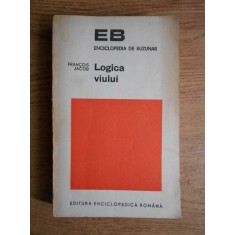 EB
ENCICLOPEDIA DE BUZUNAR
FRANÇOIS
JACOB
Logica
viului
EDITURA ENCICLOPEDICĂ ROMÂNĂ